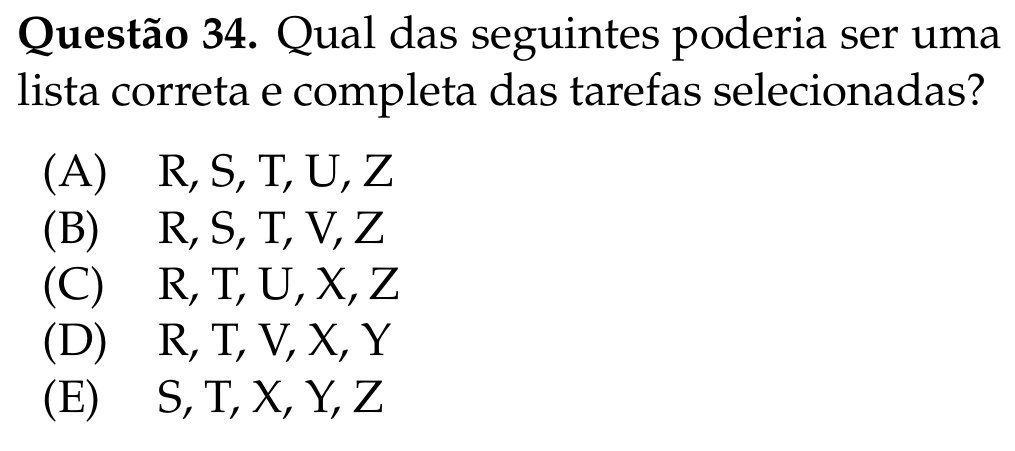 Questão 34. Qual das seguintes poderia ser uma
lista correta e completa das tarefas selecionadas?
(A) R, S, T, U, Z
(B) R, S, T, V, Z
(C) R, T, U, X, Z
(D) R, T, V, X, Y
(E) S, T, X, Y, Z